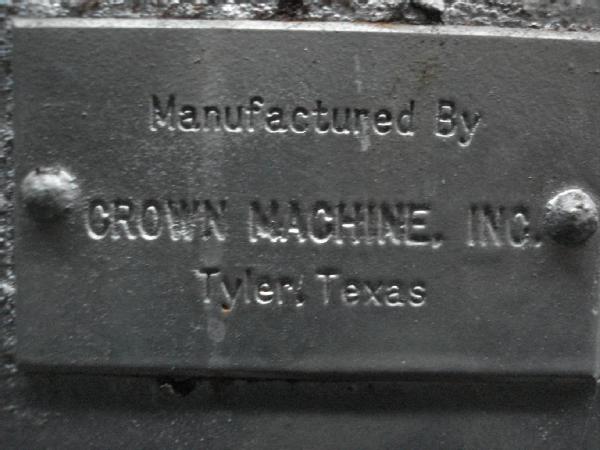 Manufactured By
CROWN MACHINE, INC.
Tyler, Texas